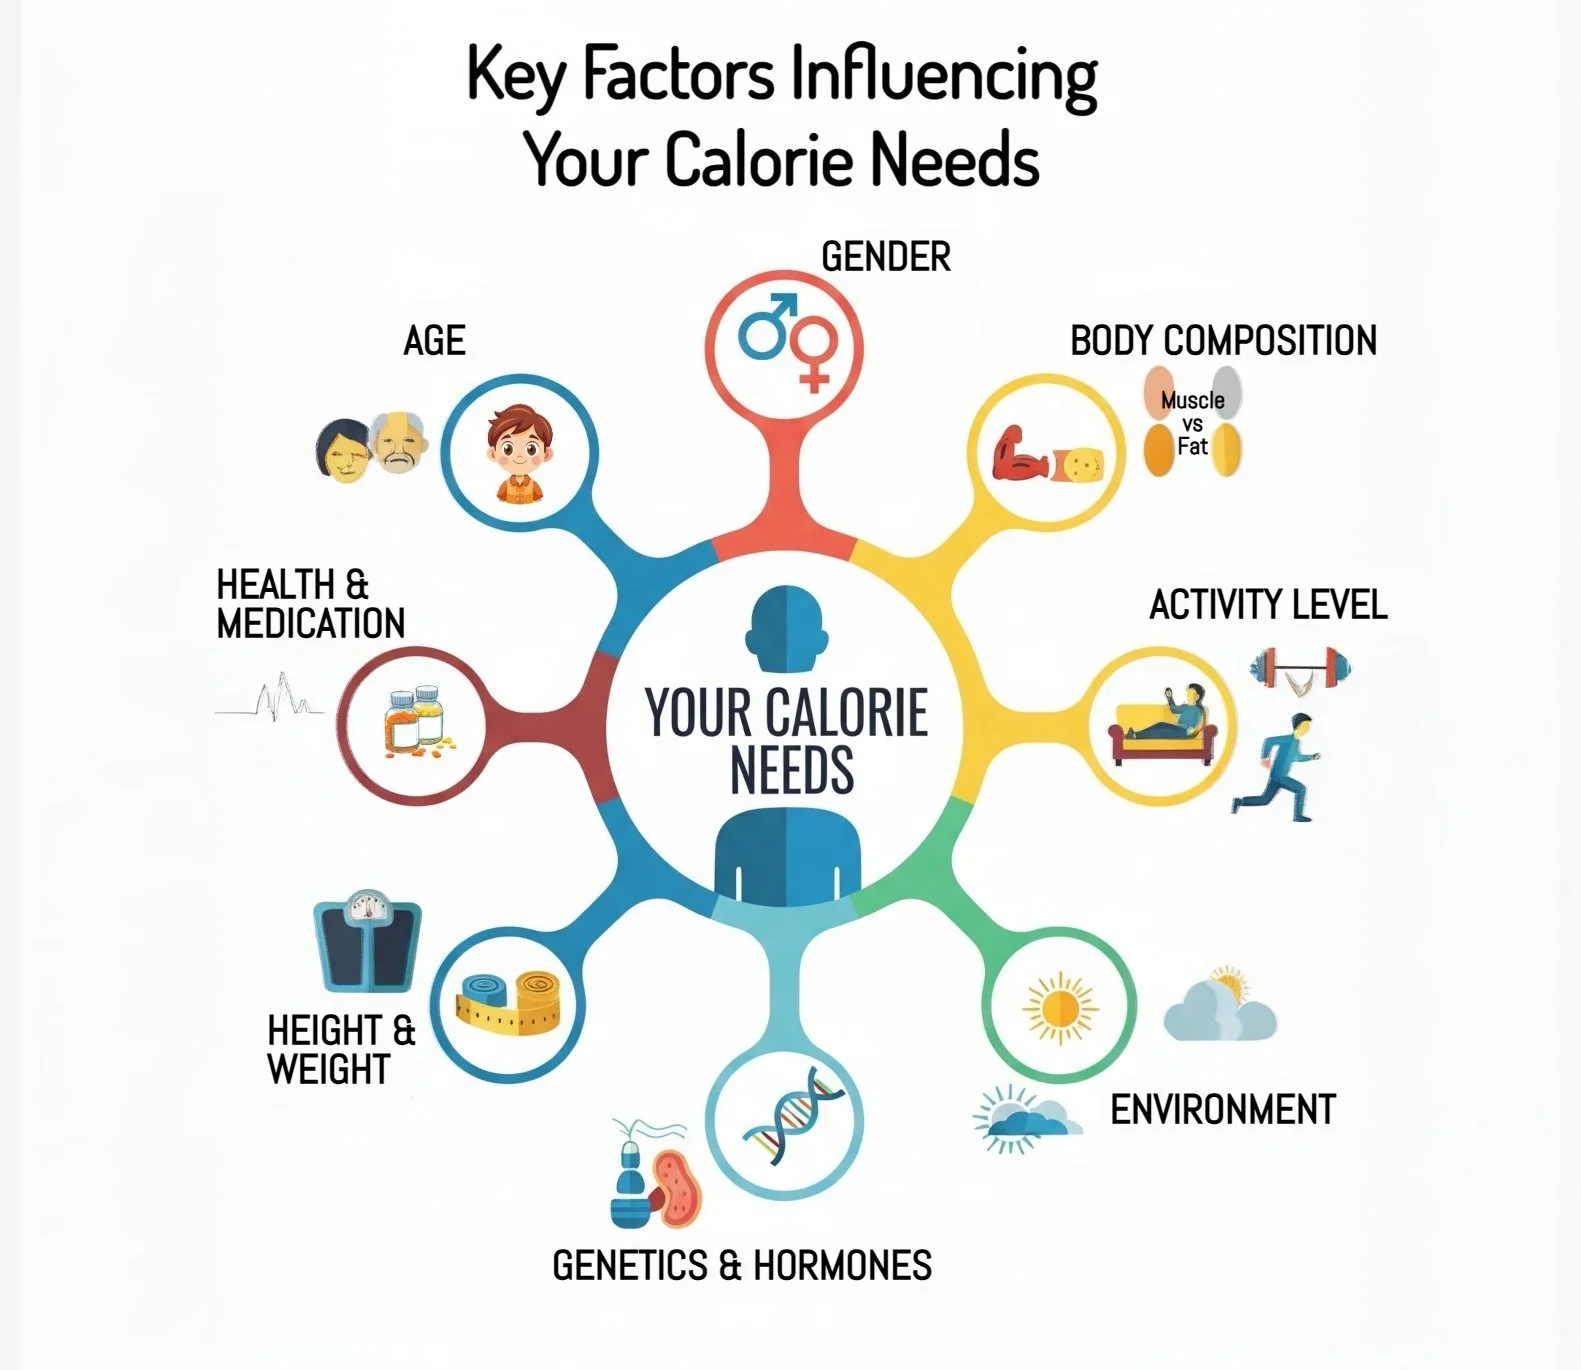 Key Factors Influencing
Your Calorie Needs
GENDER
AGE
BODY COMPOSITION
Muscle
vs
Fat
HEALTH &
MEDICATION
ACTIVITY LEVEL
YOUR CALORIE
NEEDS
HEIGHT &
WEIGHT
ENVIRONMENT
GENETICS & HORMONES